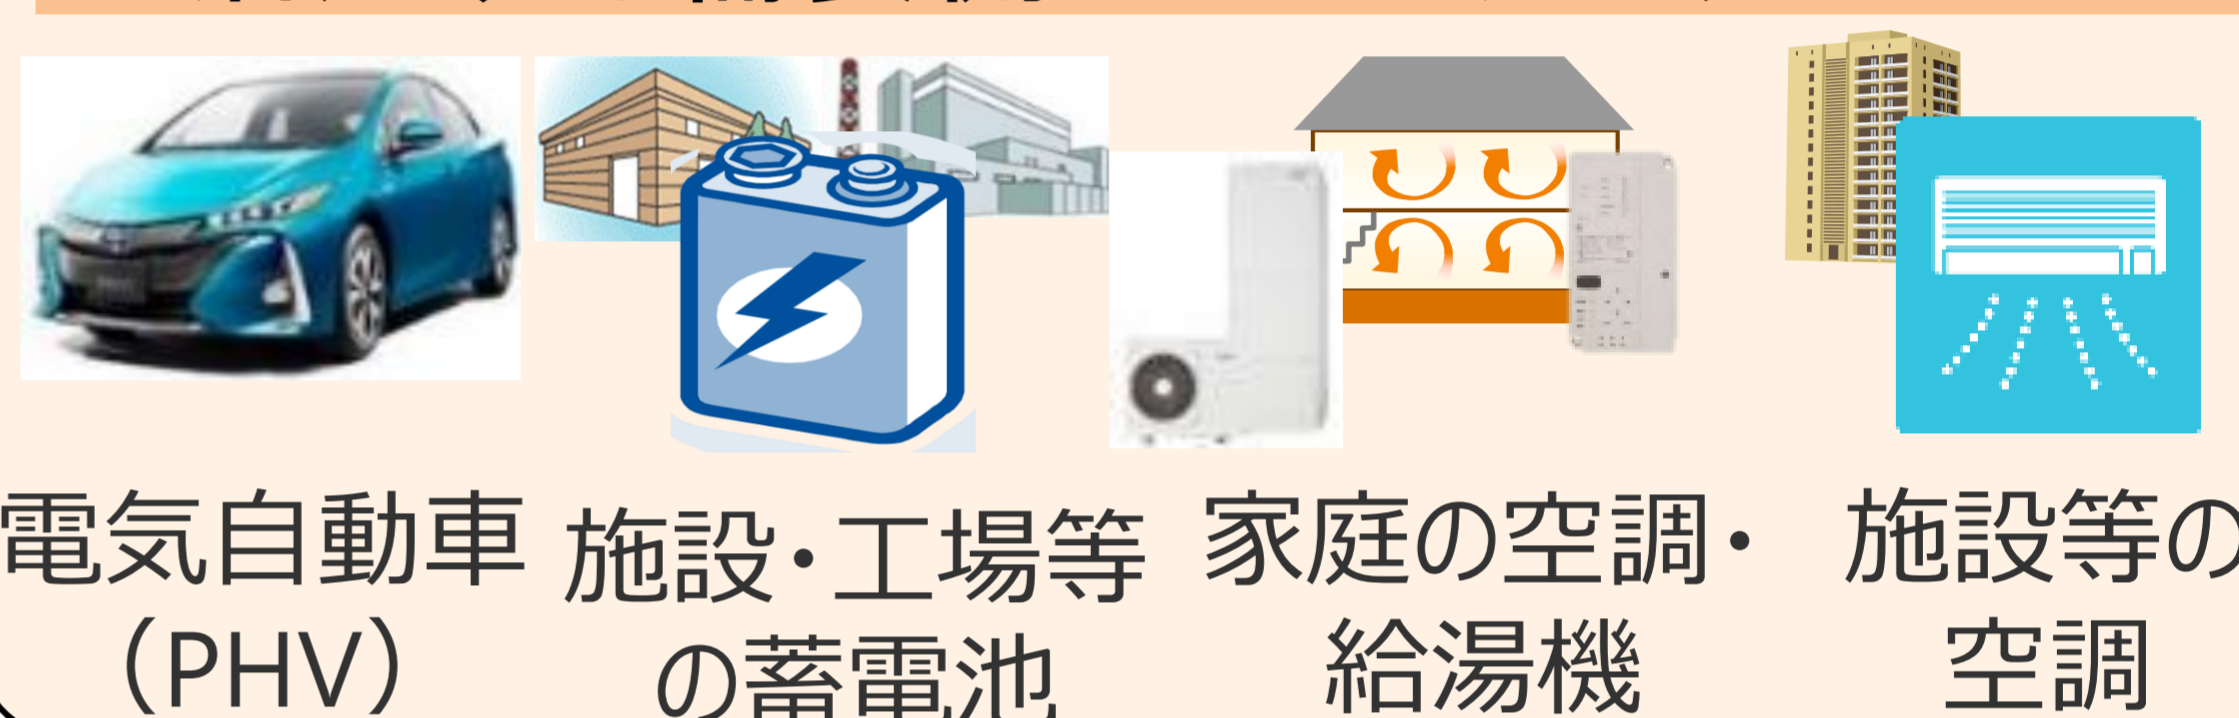 電気自動車
（PHV）
施設・工場等
の蓄電池
家庭の空調・
給湯機
施設等の
空調